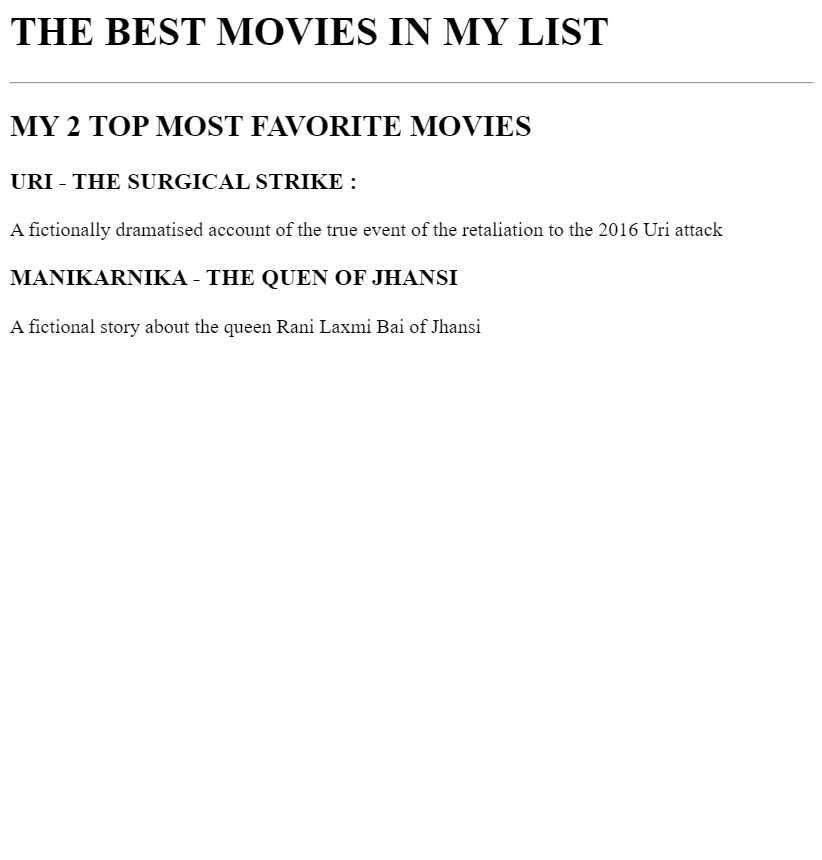 THE BEST MOVIES IN MY LIST
MY 2 TOP MOST FAVORITE MOVIES
URI - THE SURGICAL STRIKE :
A fictionally dramatised account of the true event of the retaliation to the 2016 Uri attack
MANIKARNIKA - THE QUEN OF JHANSI
A fictional story about the queen Rani Laxmi Bai of Jhansi